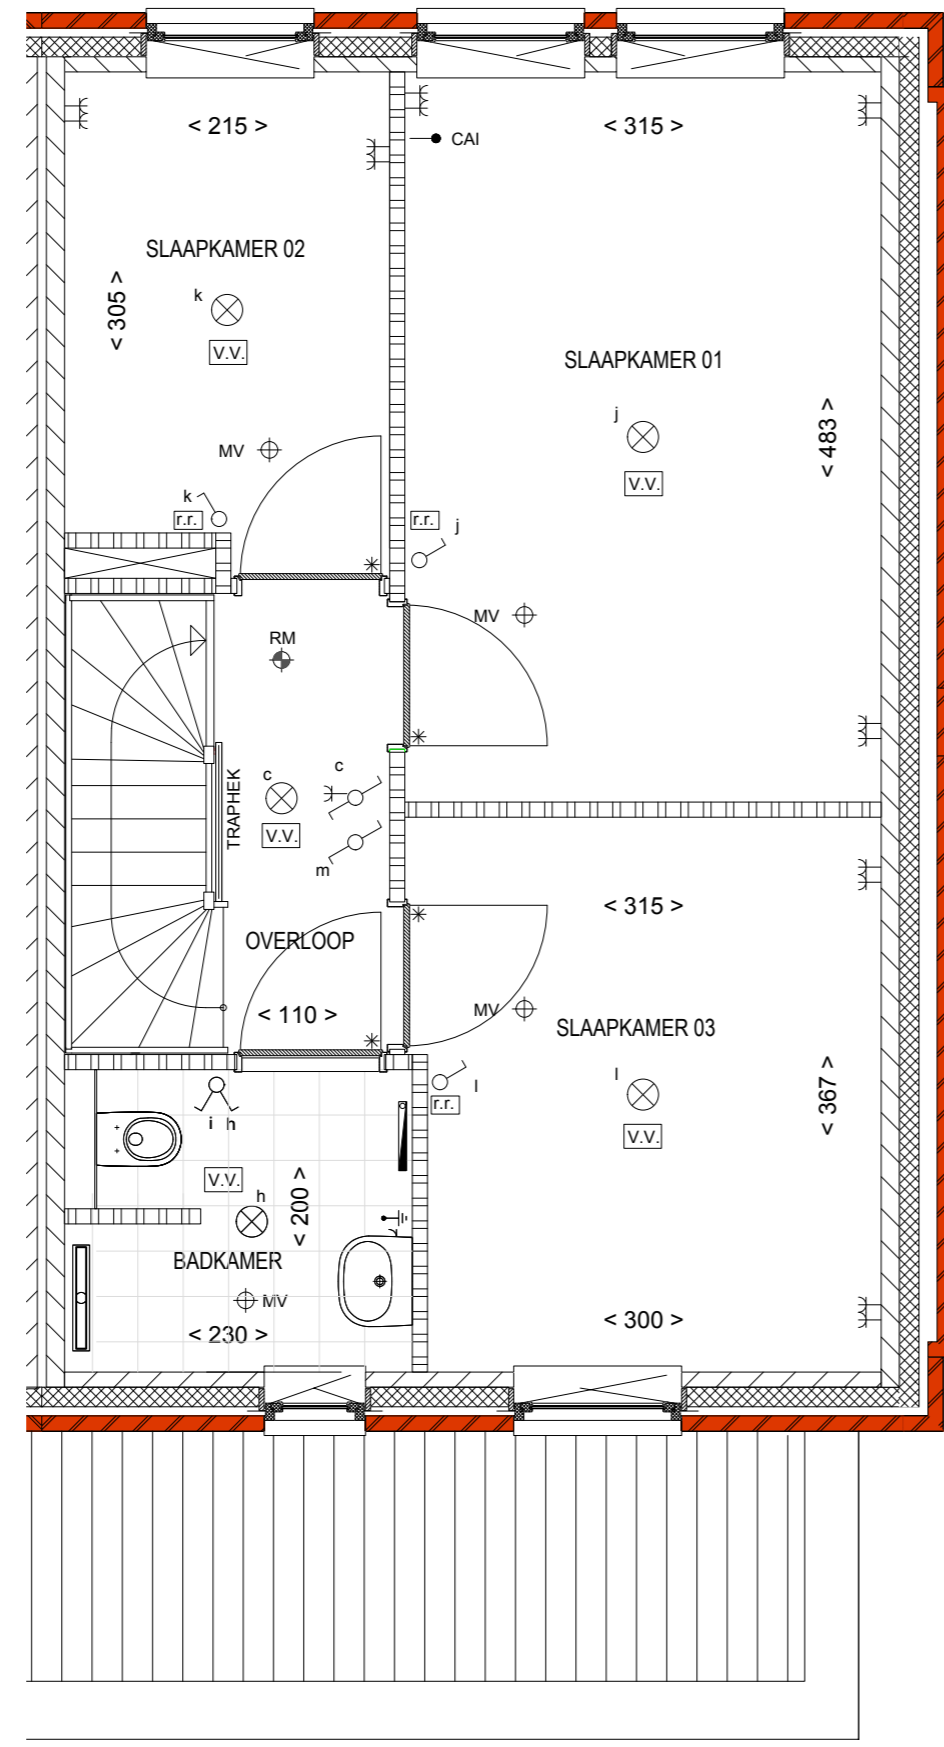 < 215 >
< 315 >
CAI
SLAAPKAMER 02
< 305 >
k
V.V.
SLAAPKAMER 01
j
V.V.
< 483 >
MV
k
r.r.
r.r.
j
MV
RM
c
V.V.
c
TRAPHEK
m
OVERLOOP
< 110 >
< 315 >
MV
SLAAPKAMER 03
l
r.r.
l
V.V.
< 367 >
i h
V.V.
h
< 200 >
BADKAMER
MV
< 230 >
< 300 >